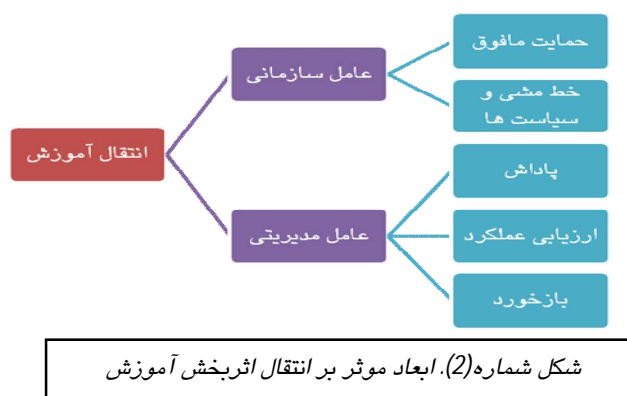 انتقال آموزش
عامل سازمانی
حمایت مافوق
خط مشی و
سیاست ها
عامل مدیریتی
پاداش
ارزیابی عملکرد
بازخورد
شکل شماره(2). ابعاد موثر بر انتقال اثربخش آموزش